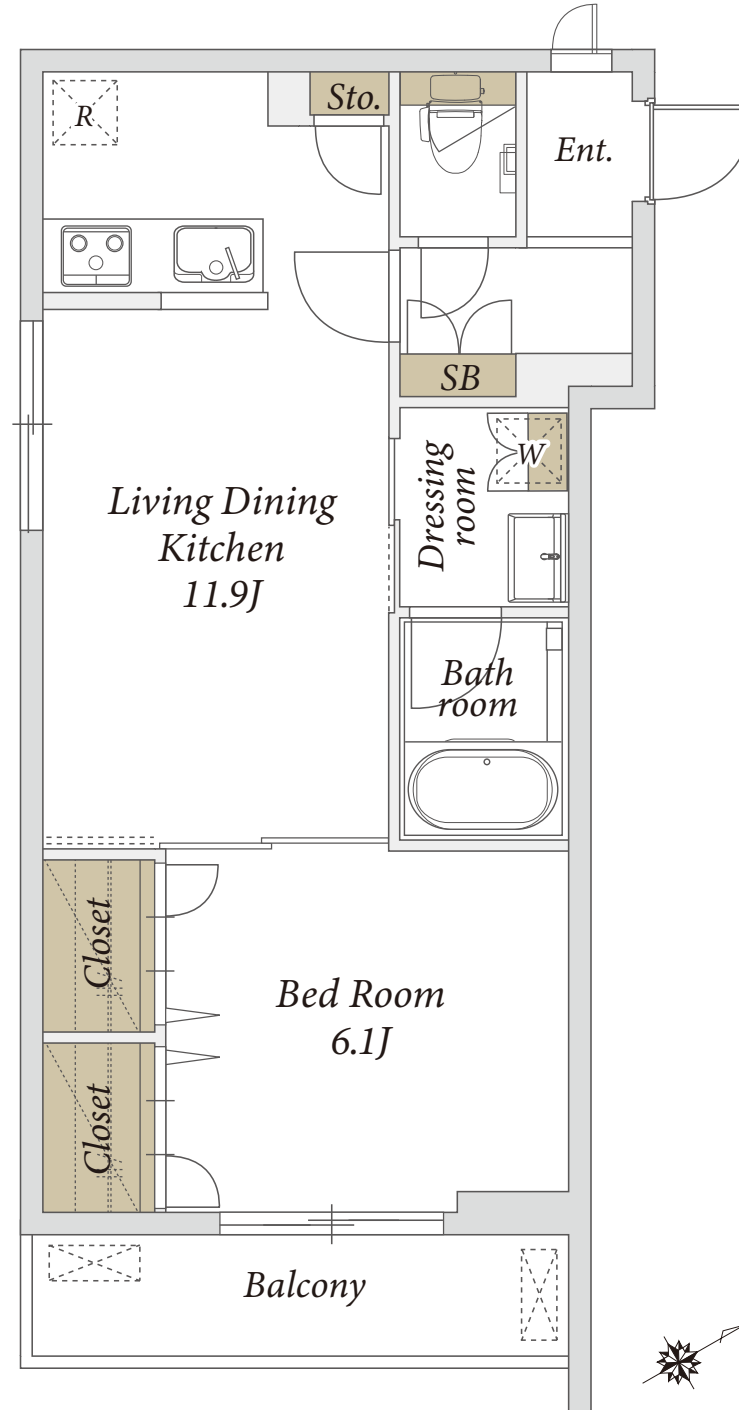 Sto.
R
Ent.
SB
Dressing
room
W
Living Dining
Kitchen
11.9J
Bath
room
Closet
Bed Room
6.1J
Closet
Balcony